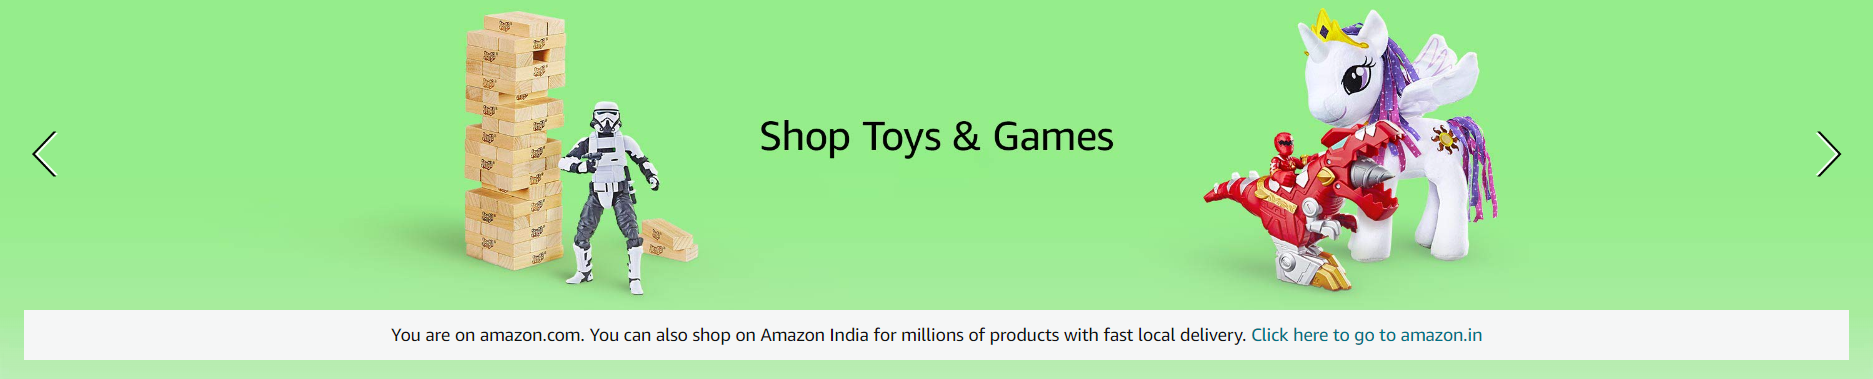 Shop Toys & Games
You are on amazon.com. You can also shop on Amazon India for millions of products with fast local delivery. Click here to go to amazon.in